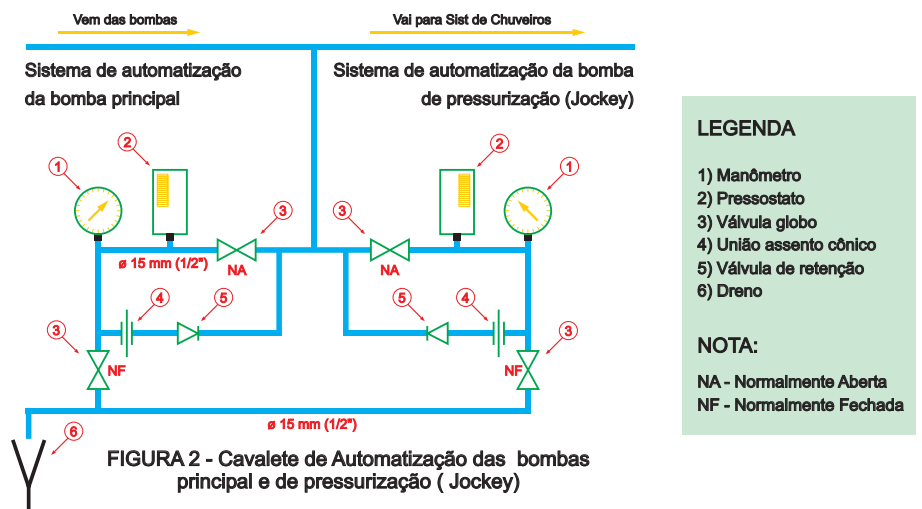 Vem das bombas
Vai para Sist de Chuveiros
Sistema de automatização
da bomba principal
Sistema de automatização da bomba
de pressurização (Jockey)
1
2
3
3
2
1
ø 15 mm (1/2")
NA
NA
4
5
5
4
3
3
NF
NF
ø 15 mm (1/2")
6
FIGURA 2 - Cavalete de Automatização das bombas
principal e de pressurização ( Jockey)
LEGENDA
1) Manômetro
2) Pressostato
3) Válvula globo
4) União assento cônico
5) Válvula de retenção
6) Dreno
NOTA:
NA - Normalmente Aberta
NF - Normalmente Fechada